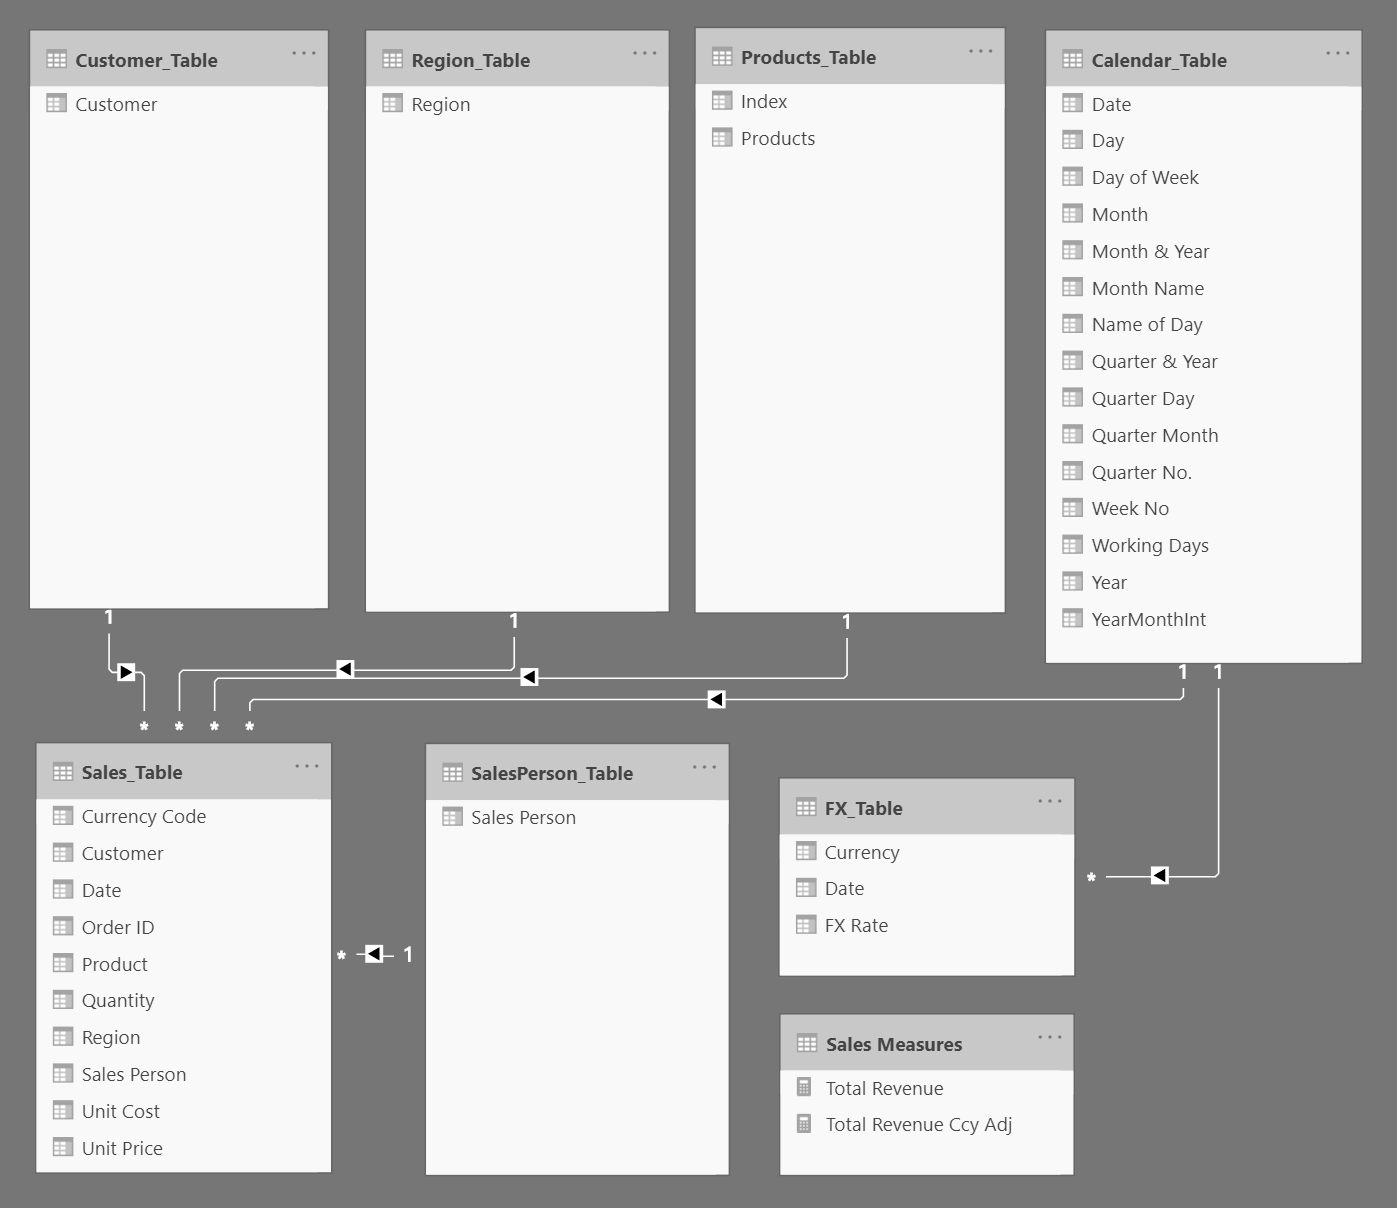 Customer_Table
Customer
Region_Table
Region
Products_Table
Index
Products
Calendar_Table
Date
Day
Day of Week
Month
Month & Year
Month Name
Name of Day
Quarter & Year
Quarter Day
Quarter Month
Quarter No.
Week No
Working Days
Year
YearMonthInt
1
1
1
1 1
* * * *
Sales_Table
Currency Code
Customer
Date
Order ID
Product
Quantity
Region
Sales Person
Unit Cost
Unit Price
* 1
SalesPerson_Table
Sales Person
FX_Table
Currency
Date
FX Rate
*
Sales Measures
Total Revenue
Total Revenue Ccy Adj